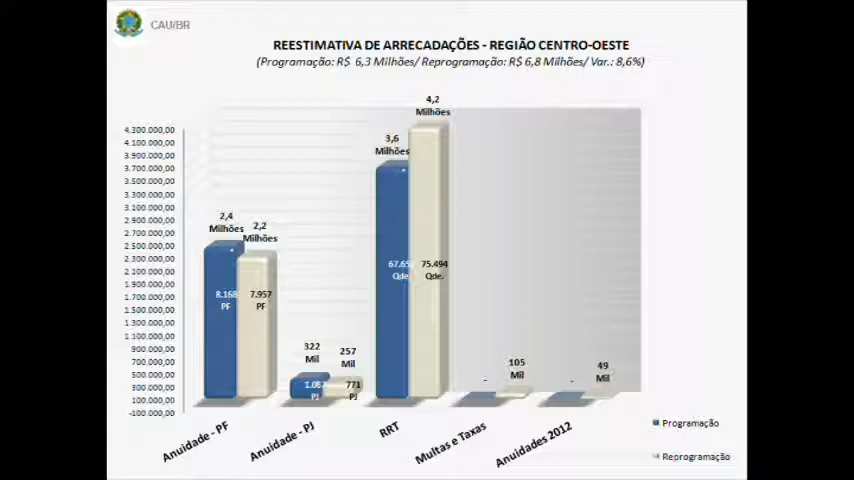 CAU/BR
REESTIMATIVA DE ARRECADAÇÕES - REGIÃO CENTRO-OESTE
(Programação: R$ 6,3 Milhões/ Reprogramação: R$ 6,8 Milhões/ Var.: 8,6%)
4.300.000,00
4.100.000,00
3.900.000,00
3.700.000,00
3.500.000,00
3.300.000,00
3.100.000,00
2.900.000,00
2.700.000,00
2.500.000,00
2.300.000,00
2.100.000,00
1.900.000,00
1.700.000,00
1.500.000,00
1.300.000,00
1.100.000,00
900.000,00
700.000,00
500.000,00
300.000,00
100.000,00
-100.000,00
2,4
Milhões
2,2
Milhões
8.168
PF
7.957
PF
322
Mil
257
Mil
PJ
771
PJ
3,6
Milhões
4,2
Milhões
Qde.
75.494
Qde.
-
105
Mil
-
49
Mil
Anuidade - PF
Anuidade - PJ
RRT
Multas e Taxas
Anuidades 2012
Programação
Reprogramação